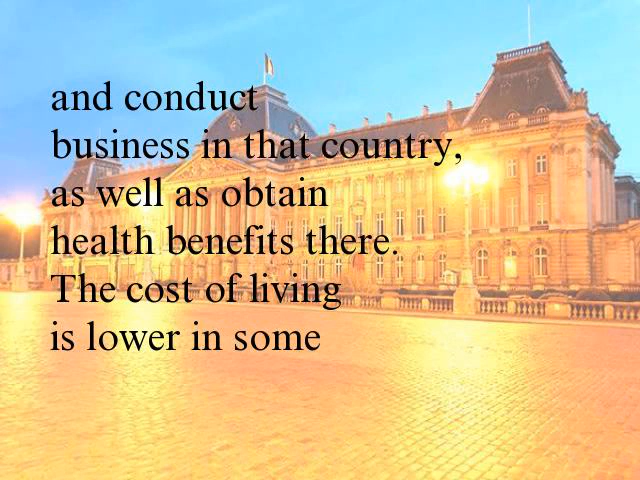 and conduct
business in that country,
as well as obtain
health benefits there.
The cost of living
is lower in some